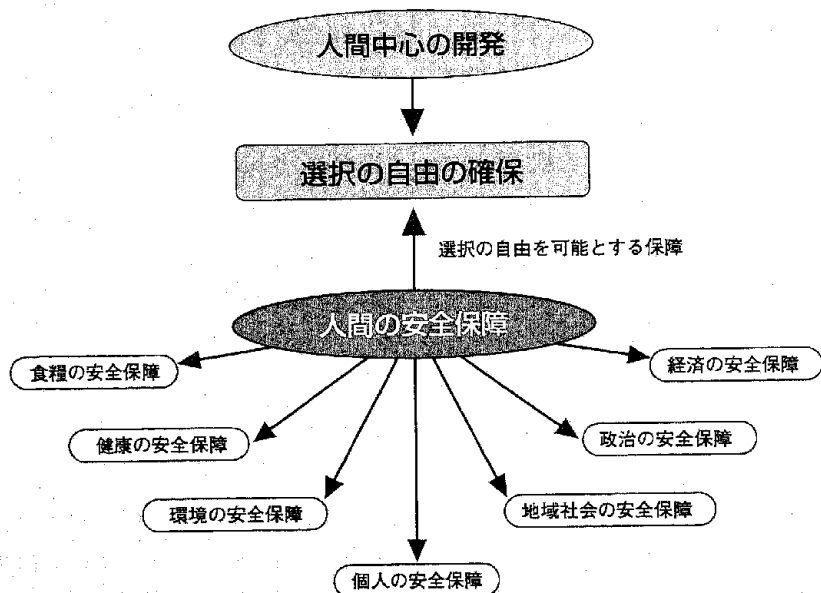 人間中心の開発
選択の自由の確保
選択の自由を可能とする保障
人間の安全保障
食糧の安全保障
経済の安全保障
健康の安全保障
政治の安全保障
環境の安全保障
地域社会の安全保障
個人の安全保障